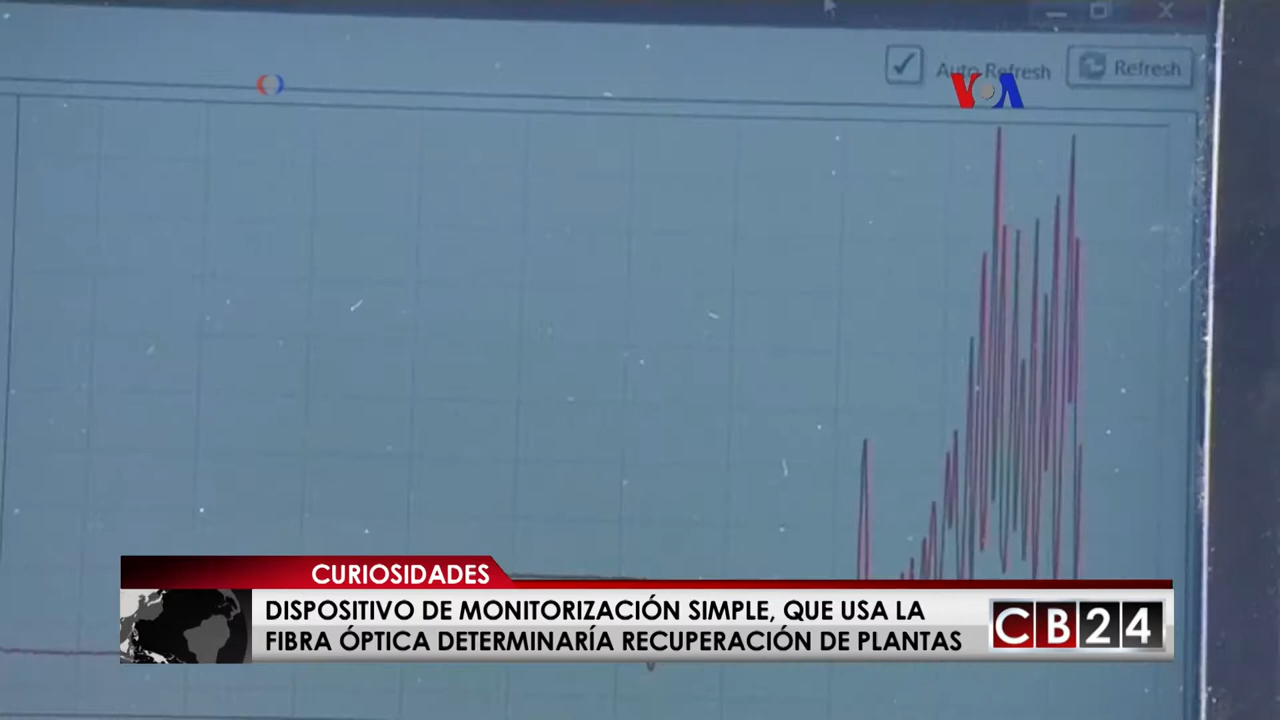 Auto Refresh
Refresh
VOA
CURIOSIDADES
DISPOSITIVO DE MONITORIZACIÓN SIMPLE, QUE USA LA
FIBRA ÓPTICA DETERMINARÍA RECUPERACIÓN DE PLANTAS
CB24